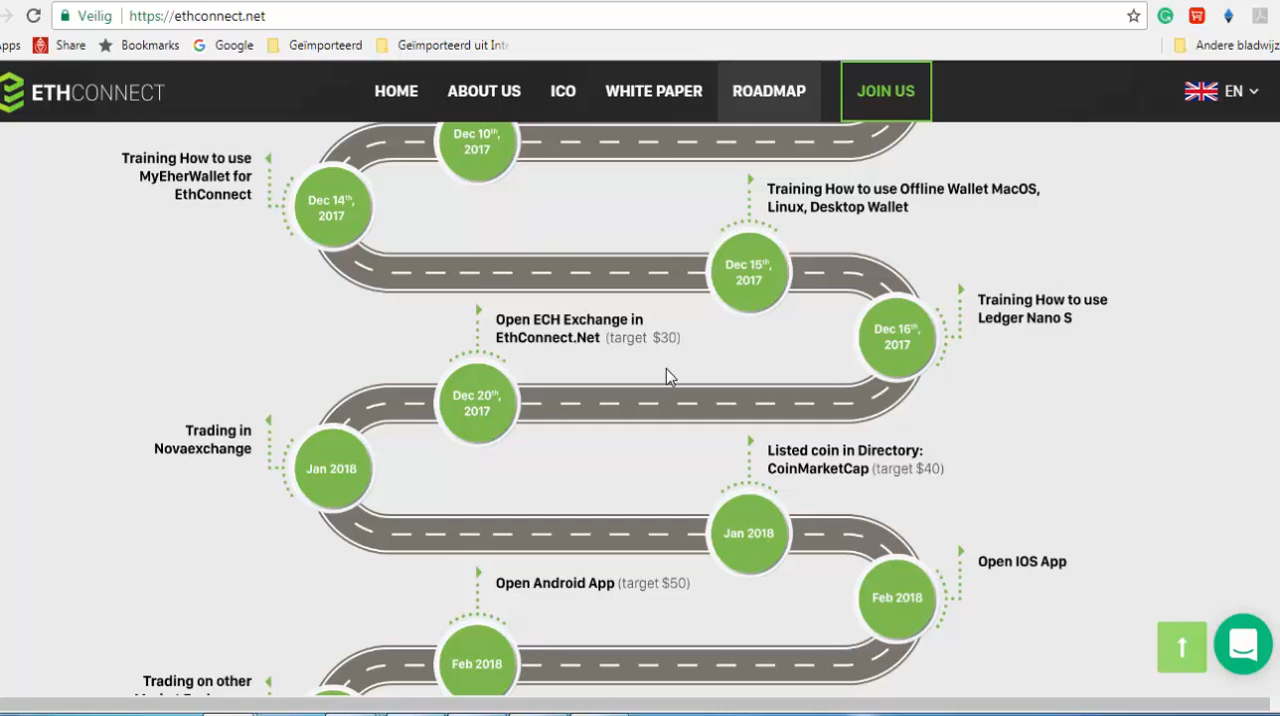 Veilig
https://ethconnect.net
pps
Share
Bookmarks
Google
Geïmporteerd
Geïmporteerd uit Int
Andere bladwijz
ETHCONNECT
HOME
ABOUT US
ICO
WHITE PAPER
ROADMAP
JOIN US
EN
Dec 10th,
2017
Training How to use
MyEherWallet for
EthConnect
Dec 14th,
2017
Training How to use Offline Wallet MacOS,
Linux, Desktop Wallet
Dec 15th,
2017
Training How to use
Ledger Nano S
Dec 16th,
2017
Open ECH Exchange in
EthConnect.Net (target $30)
Dec 20th,
2017
Trading in
Novaexchange
Jan 2018
Listed coin in Directory:
CoinMarketCap (target $40)
Jan 2018
Open IOS App
Feb 2018
Open Android App (target $50)
Feb 2018
Trading on other